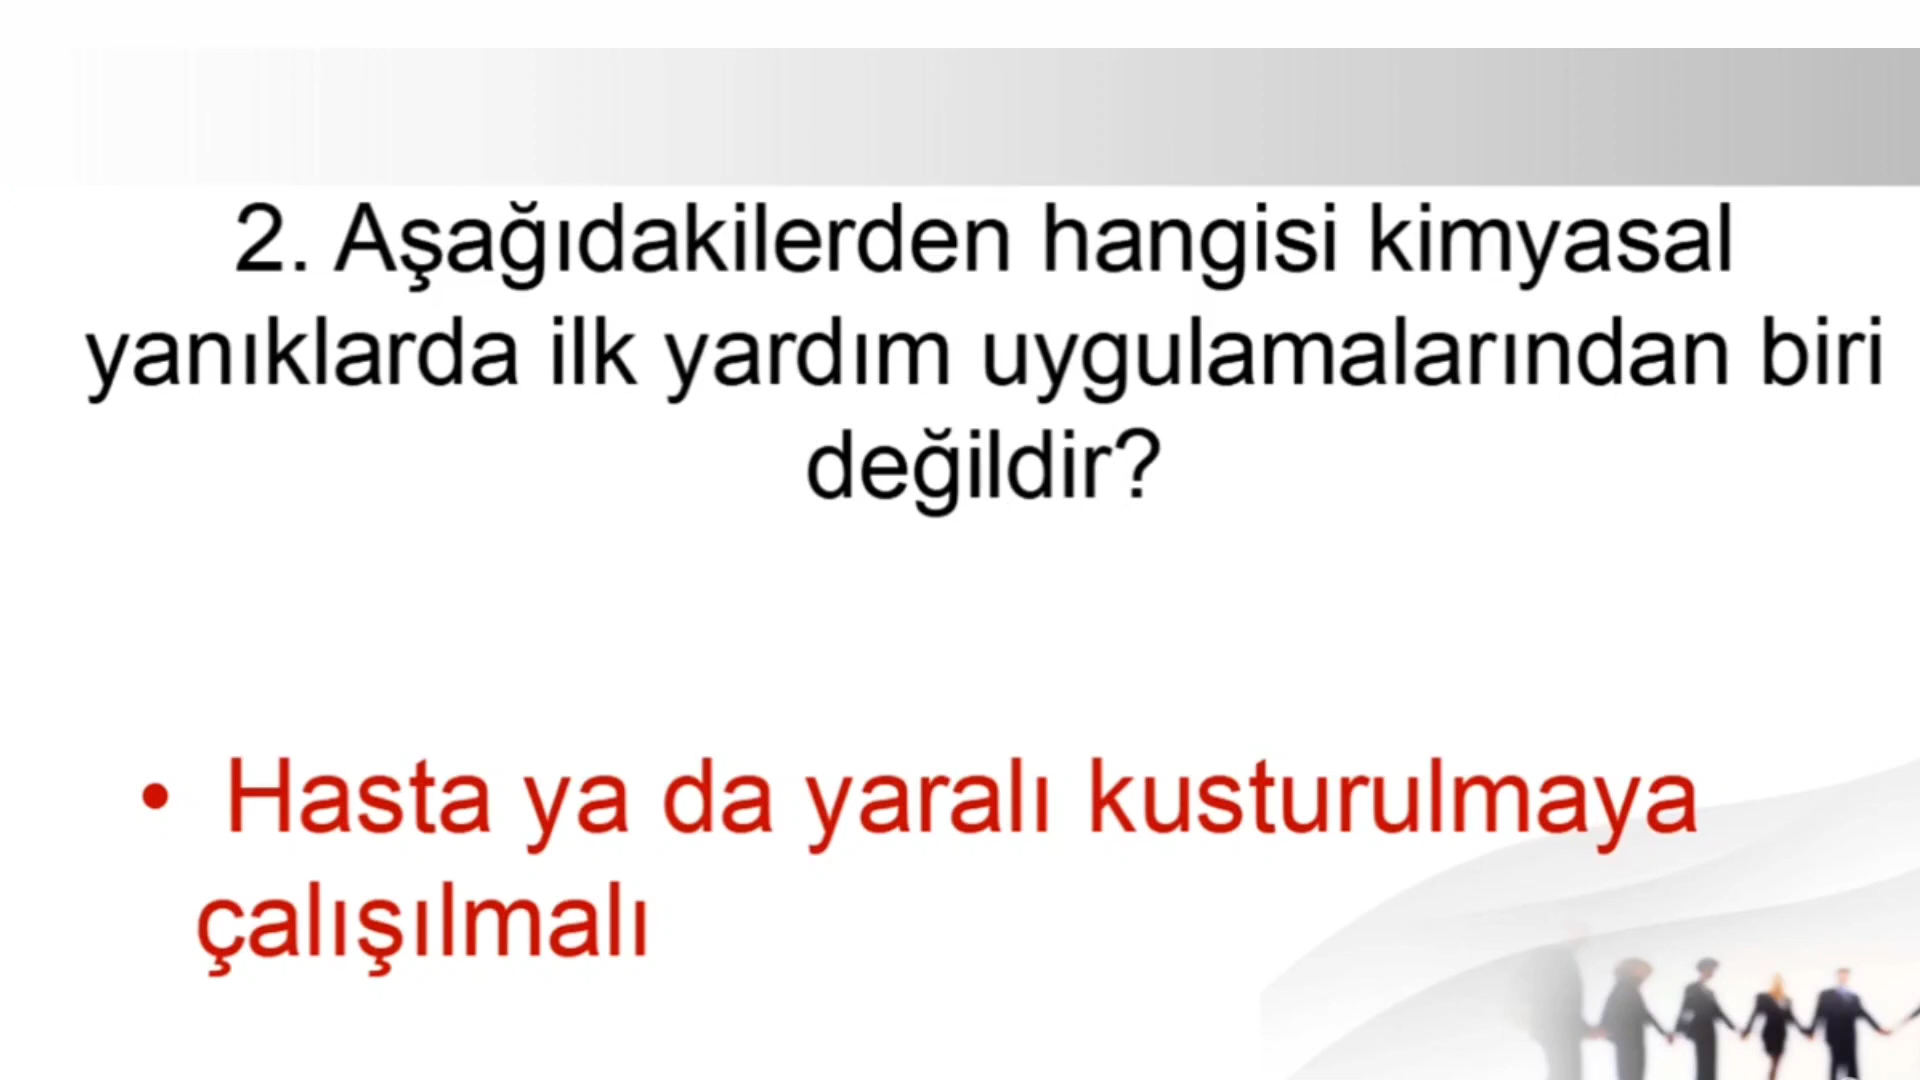 2. Aşağıdakilerden hangisi kimyasal
yanıklarda ilk yardım uygulamalarından biri
değildir?
• Hasta ya da yaralı kusturulmaya
çalışılmalı